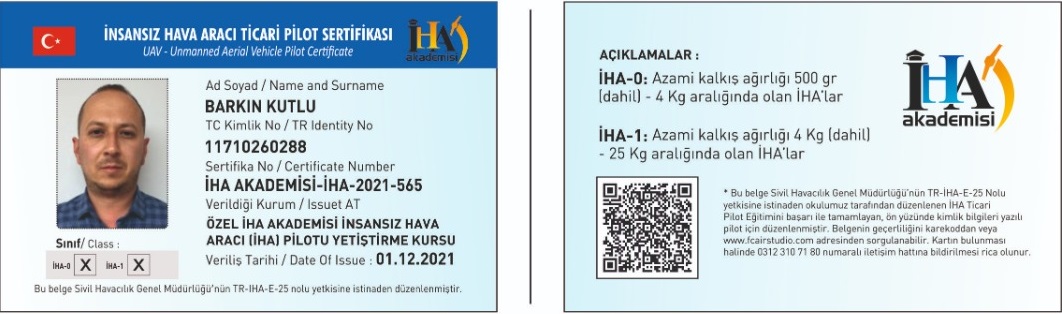 İNSANSIZ HAVA ARACI TİCARİ PİLOT SERTİFİKASI
UAV - Unmanned Aerial Vehicle Pilot Certificate
İHA
akademisi
Ad Soyad / Name and Surname
BARKIN KUTLU
TC Kimlik No / TR Identity No
11710260288
Sertifika No / Certificate Number
İHA AKADEMİSİ-İHA-2021-565
Verildiği Kurum / Issuet AT
ÖZEL İHA AKADEMİSİ İNSANSIZ HAVA
ARACI (İHA) PİLOTU YETİŞTİRME KURSU
Veriliş Tarihi / Date Of Issue : 01.12.2021
Sınıf/ Class :
İHA-0 X İHA-1 X
Bu belge Sivil Havacılık Genel Müdürlüğü'nün TR-IHA-E-25 nolu yetkisine istinaden düzenlenmiştir.
AÇIKLAMALAR :
İHA-0: Azami kalkış ağırlığı 500 gr
(dahil) - 4 Kg aralığında olan İHA'lar
İHA-1: Azami kalkış ağırlığı 4 Kg (dahil)
- 25 Kg aralığında olan İHA'lar
İHA
akademisi
* Bu belge Sivil Havacılık Genel Müdürlüğü'nün TR-İHA-E-25 Nolu
yetkisine istinaden okulumuz tarafından düzenlenen İHA Ticari
Pilot Eğitimini başarı ile tamamlayan, ön yüzünde kimlik bilgileri yazılı
pilot için düzenlenmiştir. Belgenin geçerliliğini karekoddan veya
www.fcairstudio.com adresinden sorgulanabilir. Kartın bulunması
halinde 0312 310 71 80 numaralı iletişim hattına bildirilmesi rica olunur.